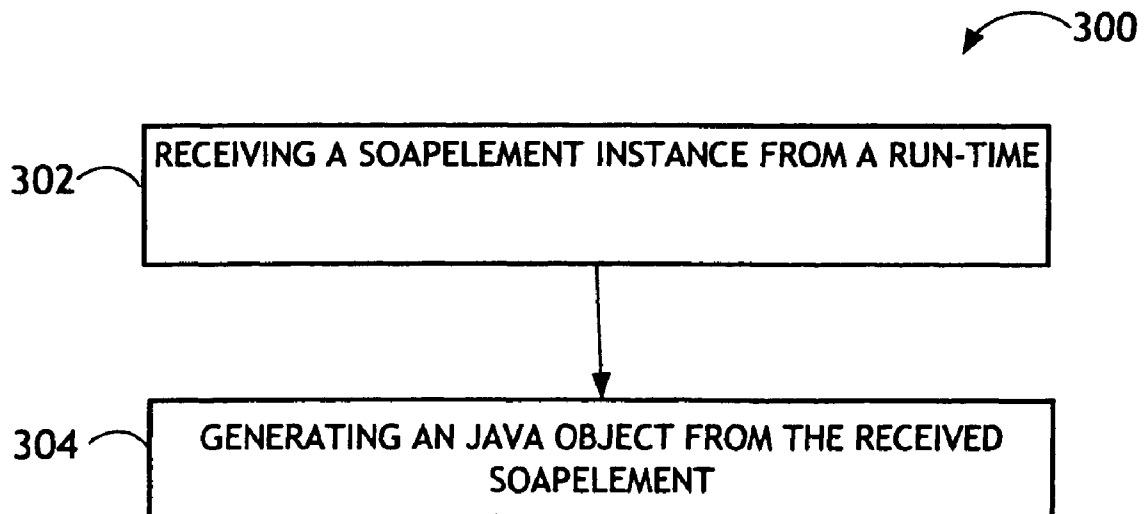 300
302
RECEIVING A SOAPELEMENT INSTANCE FROM A RUN-TIME
304
GENERATING AN JAVA OBJECT FROM THE RECEIVED
SOAPELEMENT